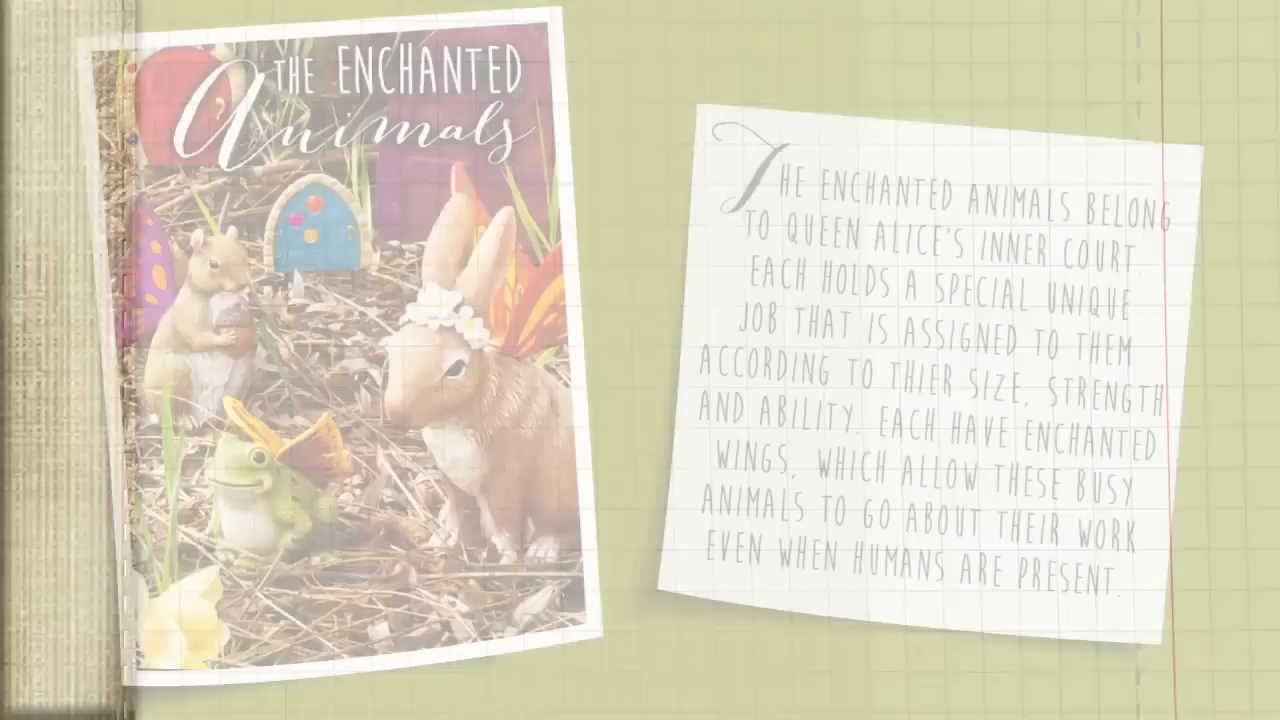 THE ENCHANTED
Animals
THE ENCHANTED ANIMALS BELONG
TO QUEEN ALICE'S INNER COURT
EACH HOLDS A SPECIAL UNIQUE
JOB THAT IS ASSIGNED TO THEM
ACCORDING TO THIER SIZE, STRENGTH
AND ABILITY. EACH HAVE ENCHANTED
WINGS, WHICH ALLOW THESE BUSY
ANIMALS TO GO ABOUT THEIR WORK
EVEN WHEN HUMANS ARE PRESENT.